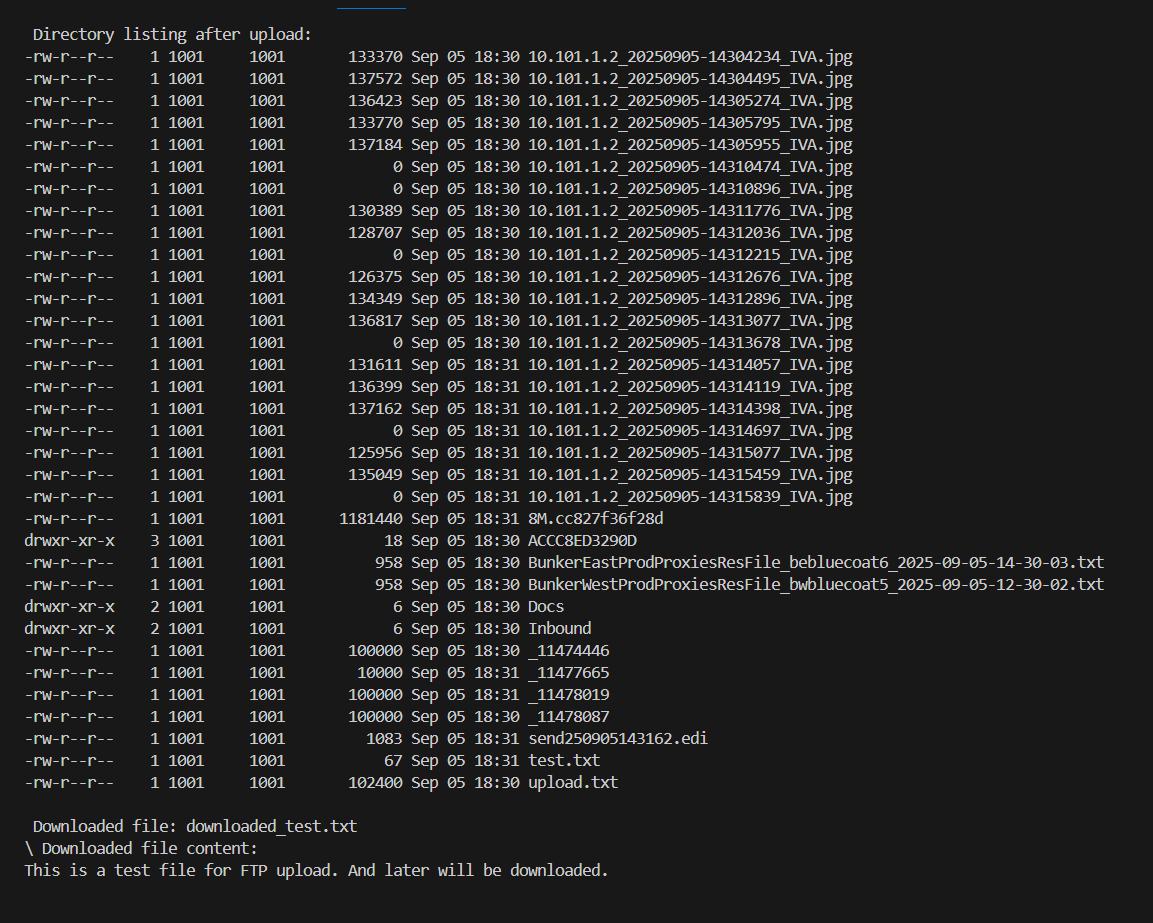 Directory listing after upload:
-rw-r--r--    1 1001     1001       133370 Sep 05 18:30 10.101.1.2_20250905-14304234_IVA.jpg
-rw-r--r--    1 1001     1001       137572 Sep 05 18:30 10.101.1.2_20250905-14304495_IVA.jpg
-rw-r--r--    1 1001     1001       136423 Sep 05 18:30 10.101.1.2_20250905-14305274_IVA.jpg
-rw-r--r--    1 1001     1001       133770 Sep 05 18:30 10.101.1.2_20250905-14305795_IVA.jpg
-rw-r--r--    1 1001     1001       137184 Sep 05 18:30 10.101.1.2_20250905-14305955_IVA.jpg
-rw-r--r--    1 1001     1001            0 Sep 05 18:30 10.101.1.2_20250905-14310474_IVA.jpg
-rw-r--r--    1 1001     1001            0 Sep 05 18:30 10.101.1.2_20250905-14310896_IVA.jpg
-rw-r--r--    1 1001     1001       130389 Sep 05 18:30 10.101.1.2_20250905-14311776_IVA.jpg
-rw-r--r--    1 1001     1001       128707 Sep 05 18:30 10.101.1.2_20250905-14312036_IVA.jpg
-rw-r--r--    1 1001     1001            0 Sep 05 18:30 10.101.1.2_20250905-14312215_IVA.jpg
-rw-r--r--    1 1001     1001       126375 Sep 05 18:30 10.101.1.2_20250905-14312676_IVA.jpg
-rw-r--r--    1 1001     1001       134349 Sep 05 18:30 10.101.1.2_20250905-14312896_IVA.jpg
-rw-r--r--    1 1001     1001       136817 Sep 05 18:30 10.101.1.2_20250905-14313077_IVA.jpg
-rw-r--r--    1 1001     1001            0 Sep 05 18:30 10.101.1.2_20250905-14313678_IVA.jpg
-rw-r--r--    1 1001     1001       131611 Sep 05 18:31 10.101.1.2_20250905-14314057_IVA.jpg
-rw-r--r--    1 1001     1001       136399 Sep 05 18:31 10.101.1.2_20250905-14314119_IVA.jpg
-rw-r--r--    1 1001     1001       137162 Sep 05 18:31 10.101.1.2_20250905-14314398_IVA.jpg
-rw-r--r--    1 1001     1001            0 Sep 05 18:31 10.101.1.2_20250905-14314697_IVA.jpg
-rw-r--r--    1 1001     1001       125956 Sep 05 18:31 10.101.1.2_20250905-14315077_IVA.jpg
-rw-r--r--    1 1001     1001       135049 Sep 05 18:31 10.101.1.2_20250905-14315459_IVA.jpg
-rw-r--r--    1 1001     1001            0 Sep 05 18:31 10.101.1.2_20250905-14315839_IVA.jpg
-rw-r--r--    1 1001     1001      1181440 Sep 05 18:31 8M.cc827f36f28d
drwxr-xr-x    3 1001     1001           18 Sep 05 18:30 ACCC8ED3290D
-rw-r--r--    1 1001     1001          958 Sep 05 18:30 BunkerEastProdProxiesResFile_bebluecoat6_2025-09-05-14-30-03.txt
-rw-r--r--    1 1001     1001          958 Sep 05 18:30 BunkerWestProdProxiesResFile_bwbluecoat5_2025-09-05-12-30-02.txt
drwxr-xr-x    2 1001     1001            6 Sep 05 18:30 Docs
drwxr-xr-x    2 1001     1001            6 Sep 05 18:30 Inbound
-rw-r--r--    1 1001     1001       100000 Sep 05 18:30 _11474446
-rw-r--r--    1 1001     1001        10000 Sep 05 18:31 _11477665
-rw-r--r--    1 1001     1001       100000 Sep 05 18:31 _11478019
-rw-r--r--    1 1001     1001       100000 Sep 05 18:30 _11478087
-rw-r--r--    1 1001     1001         1083 Sep 05 18:31 send250905143162.edi
-rw-r--r--    1 1001     1001           67 Sep 05 18:31 test.txt
-rw-r--r--    1 1001     1001       102400 Sep 05 18:30 upload.txt
Downloaded file: downloaded_test.txt
\ Downloaded file content:
This is a test file for FTP upload. And later will be downloaded.